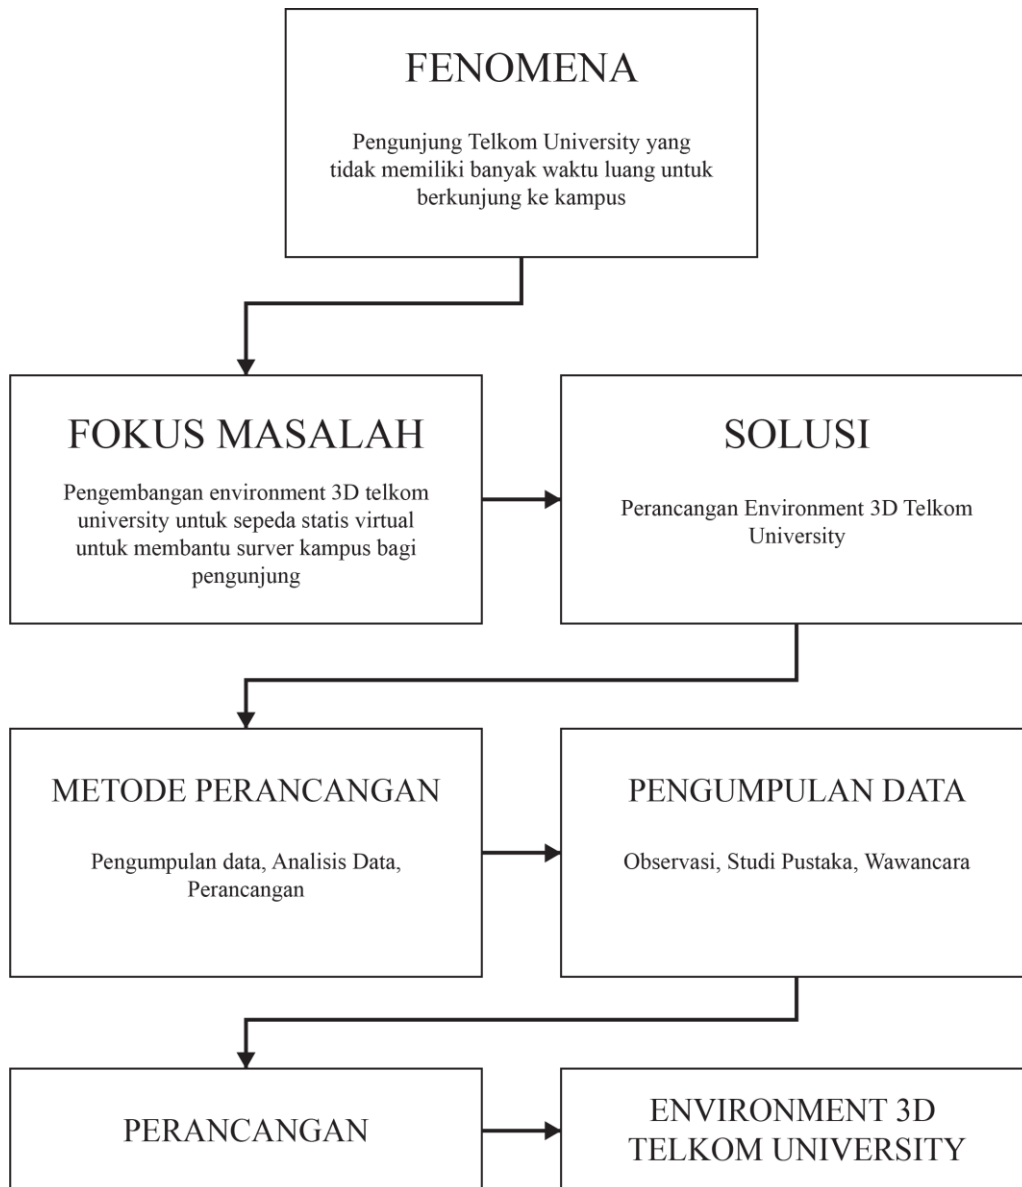 FENOMENA
Pengunjung Telkom University yang
tidak memiliki banyak waktu luang untuk
berkunjung ke kampus
FOKUS MASALAH
Pengembangan environment 3D telkom
university untuk sepeda statis virtual
untuk membantu surver kampus bagi
pengunjung
SOLUSI
Perancangan Environment 3D Telkom
University
METODE PERANCANGAN
Pengumpulan data, Analisis Data,
Perancangan
PENGUMPULAN DATA
Observasi, Studi Pustaka, Wawancara
PERANCANGAN
ENVIRONMENT 3D
TELKOM UNIVERSITY